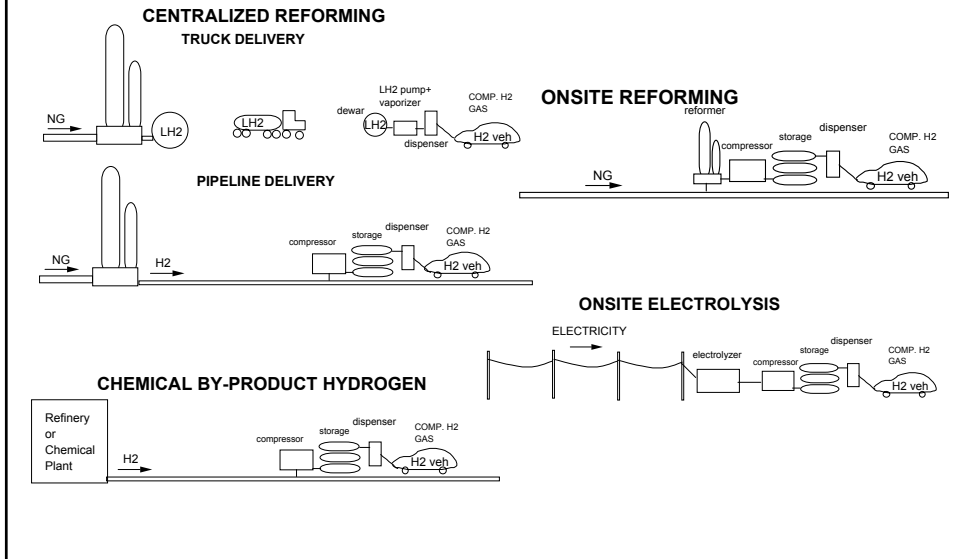 CENTRALIZED REFORMING
TRUCK DELIVERY
NG
LH2
LH2
dewar
LH2
LH2 pump+
vaporizer
dispenser
COMP. H2
GAS
H2 veh
PIPELINE DELIVERY
NG
H2
compressor
storage
dispenser
COMP. H2
GAS
H2 veh
ONSITE REFORMING
reformer
NG
compressor
storage
dispenser
COMP. H2
GAS
H2 veh
ONSITE ELECTROLYSIS
ELECTRICITY
electrolyzer
compressor
storage
dispenser
COMP. H2
GAS
H2 veh
CHEMICAL BY-PRODUCT HYDROGEN
Refinery
or
Chemical
Plant
H2
compressor
storage
dispenser
COMP. H2
GAS
H2 veh